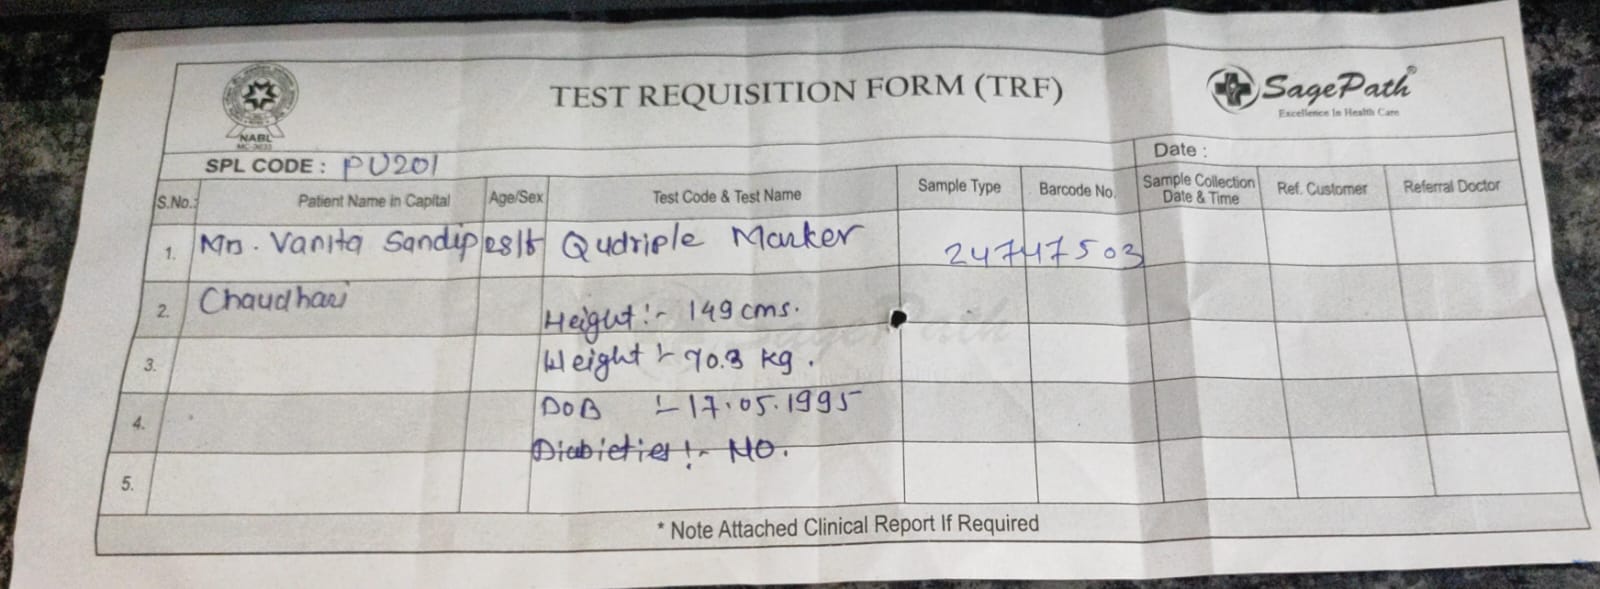 TEST REQUISITION FORM (TRF)
NABL
SagePath
Excellence In Health Care
SPL CODE : PU201
Date :
S.No.: Patient Name in Capital Age/Sex Test Code & Test Name Sample Type Barcode No. Sample Collection Date & Time Ref. Customer Referral Doctor
1. Mrs. Vanita Sandip 28/F Qudriple Marker 24747503
2. Chaudhari
Height :- 149 cms.
3. Weight :- 70.3 kg.
4. DOB :- 17.05.1995
Diabieties :- NO.
5.
* Note Attached Clinical Report If Required